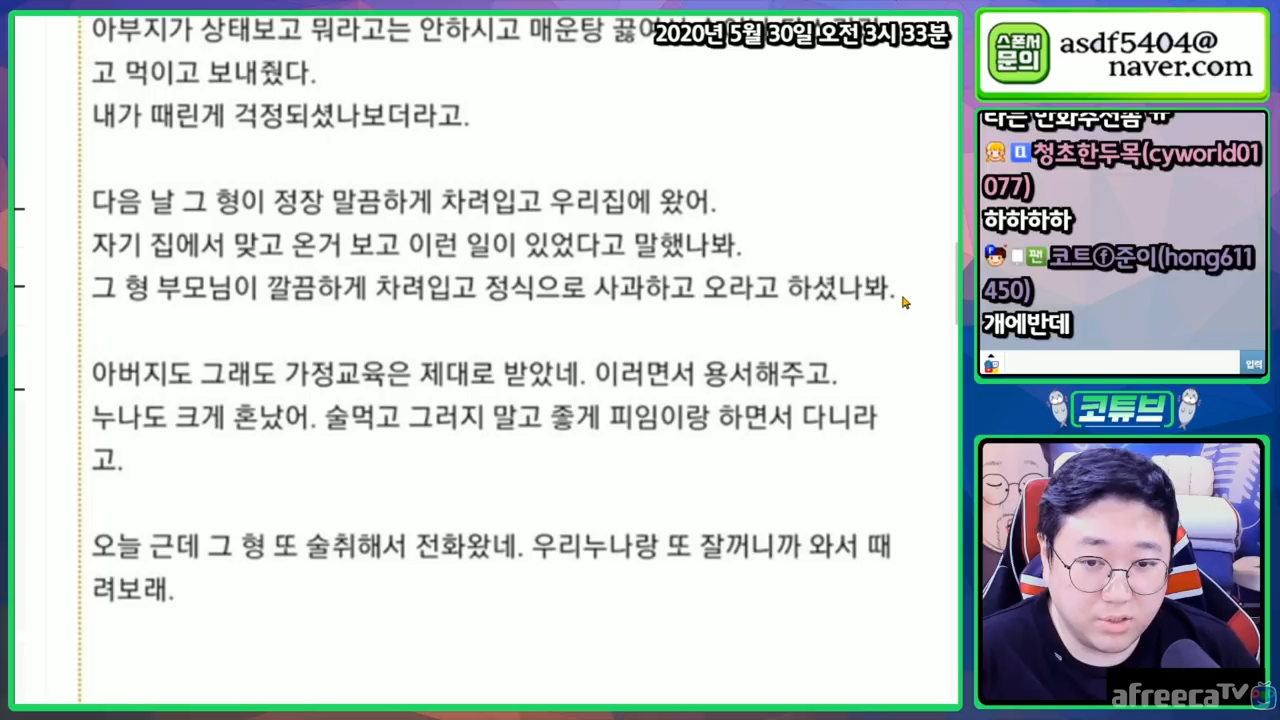 아부지가 상태보고 뭐라고는 안하시고 매운탕 끓
2020년 5월 30일 오전 3시 33분
고 먹이고 보내줬다.
내가 때린게 걱정되셨나보더라고.
다음 날 그 형이 정장 말끔하게 차려입고 우리집에 왔어.
자기 집에서 맞고 온거 보고 이런 일이 있었다고 말했나봐.
그 형 부모님이 깔끔하게 차려입고 정식으로 사과하고 오라고 하셨나봐.
아버지도 그래도 가정교육은 제대로 받았네. 이러면서 용서해주고.
누나도 크게 혼났어. 술먹고 그러지 말고 좋게 피임이랑 하면서 다니라
고.
오늘 근데 그 형 또 술취해서 전화왔네. 우리누나랑 또 잘꺼니까 와서 때
려보래.
스폰서
문의
asdf5404@
naver.com
라는 만화추천좀 ㅠ
청초한두목(cyworld01
077)
하하하하
팬 코트ⓕ준이(hong611
450)
개에반데
입력
코튜브
afreecaTV